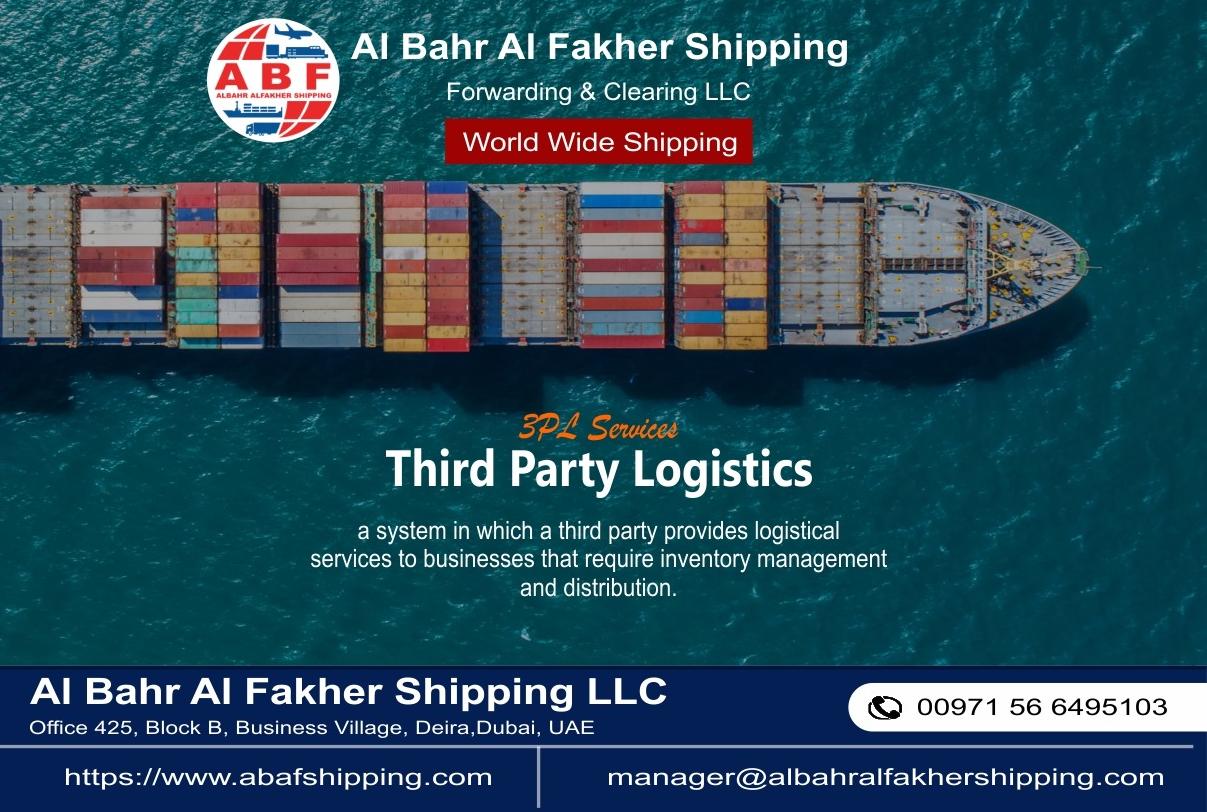 A B F
ALBAHR ALFAKHER SHIPPING
Al Bahr Al Fakher Shipping
Forwarding & Clearing LLC
World Wide Shipping
3PL Services
Third Party Logistics
a system in which a third party provides logistical
services to businesses that require inventory management
and distribution.
Al Bahr Al Fakher Shipping LLC
Office 425, Block B, Business Village, Deira,Dubai, UAE
00971 56 6495103
https://www.abafshipping.com
manager@albahralfakhershipping.com